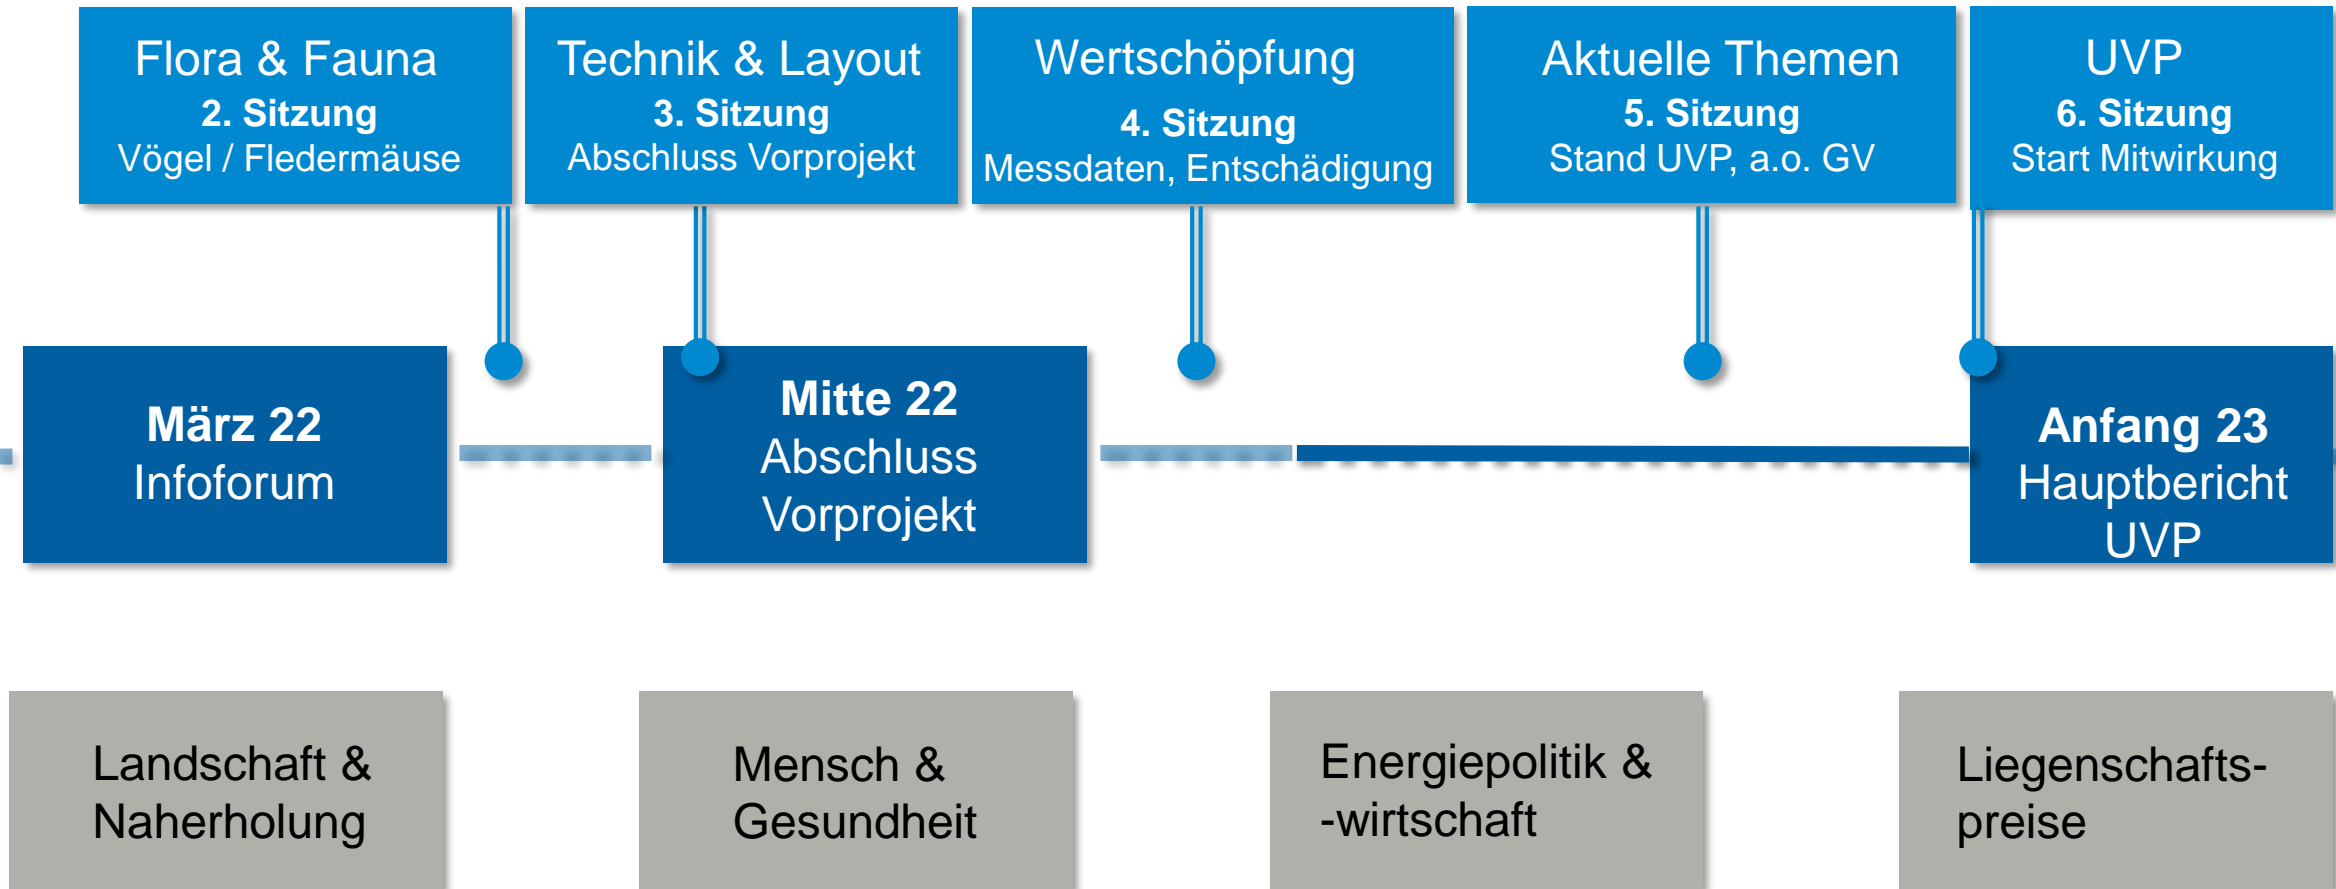 Flora & Fauna
2. Sitzung
Vögel / Fledermäuse
Technik & Layout
3. Sitzung
Abschluss Vorprojekt
Wertschöpfung
4. Sitzung
Messdaten, Entschädigung
Aktuelle Themen
5. Sitzung
Stand UVP, a.o. GV
UVP
6. Sitzung
Start Mitwirkung
März 22
Infoforum
Mitte 22
Abschluss
Vorprojekt
Anfang 23
Hauptbericht
UVP
Landschaft &
Naherholung
Mensch &
Gesundheit
Energiepolitik &
-wirtschaft
Liegenschafts-
preise